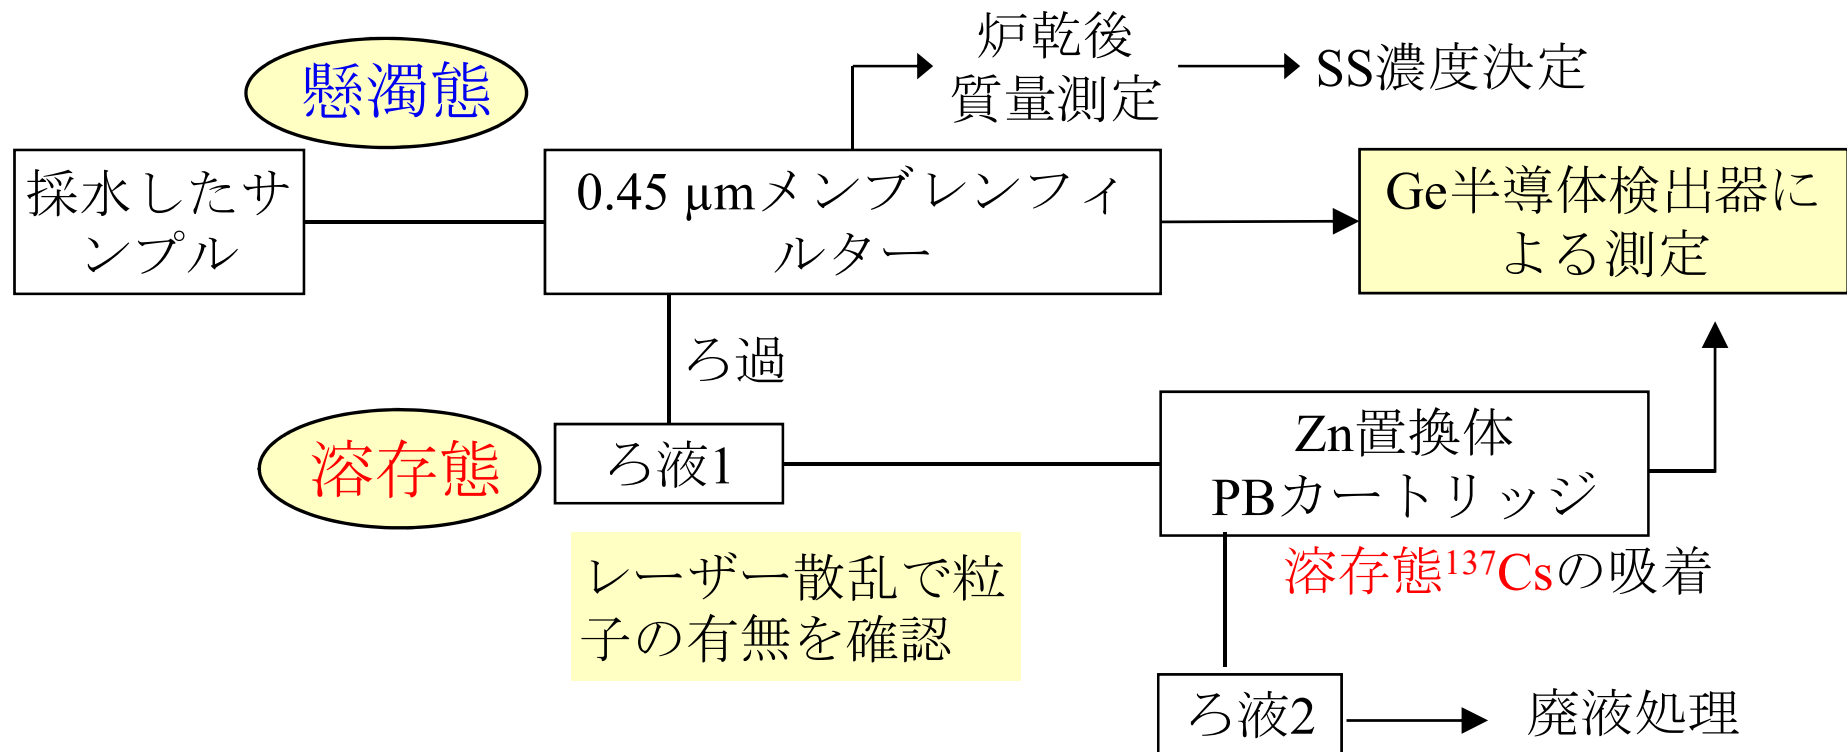 懸濁態
炉乾後
質量測定
SS濃度決定
採水したサ
ンプル
0.45 μmメンブレンフィ
ルター
Ge半導体検出器に
よる測定
ろ過
溶存態
ろ液1
Zn置換体
PBカートリッジ
レーザー散乱で粒
子の有無を確認
溶存態¹³⁷Csの吸着
ろ液2
廃液処理